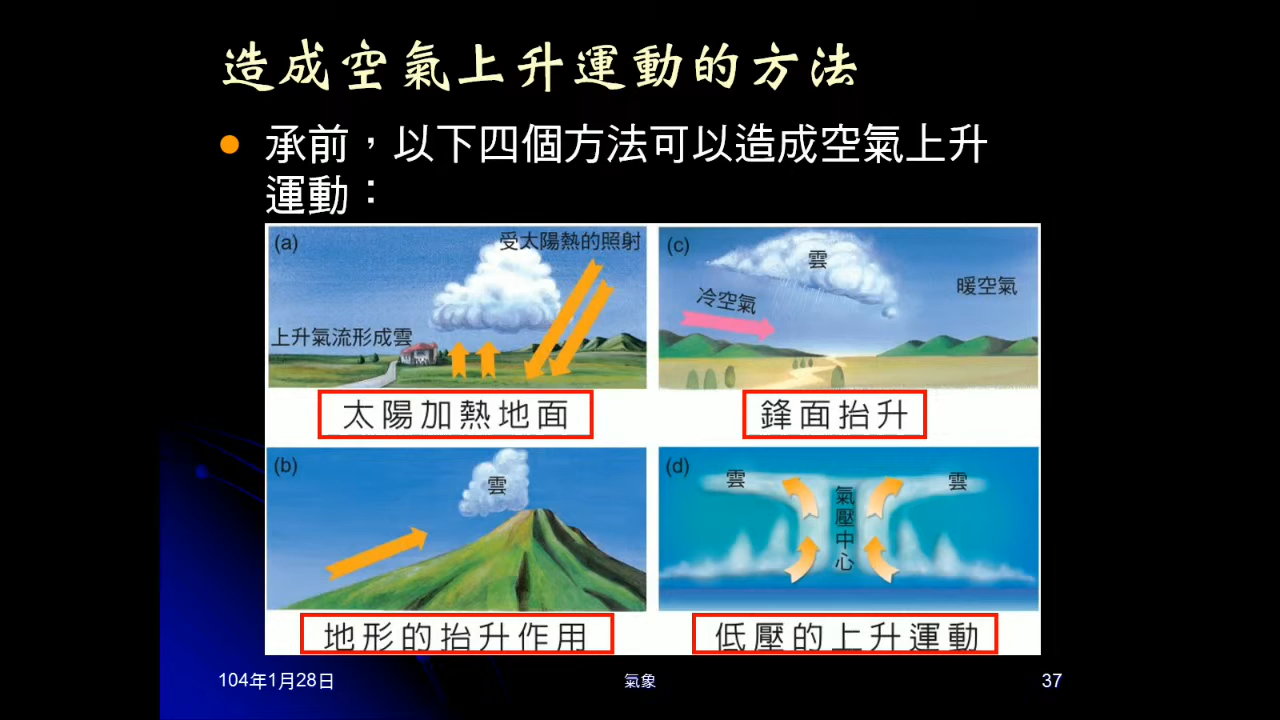 造成空氣上升運動的方法
承前，以下四個方法可以造成空氣上升
運動：
(a)
受太陽熱的照射
上升氣流形成雲
太陽加熱地面
(c)
雲
冷空氣
暖空氣
鋒面抬升
(b)
雲
地形的抬升作用
(d)
雲
雲
氣壓中心
低壓的上升運動
104年1月28日
氣象
37